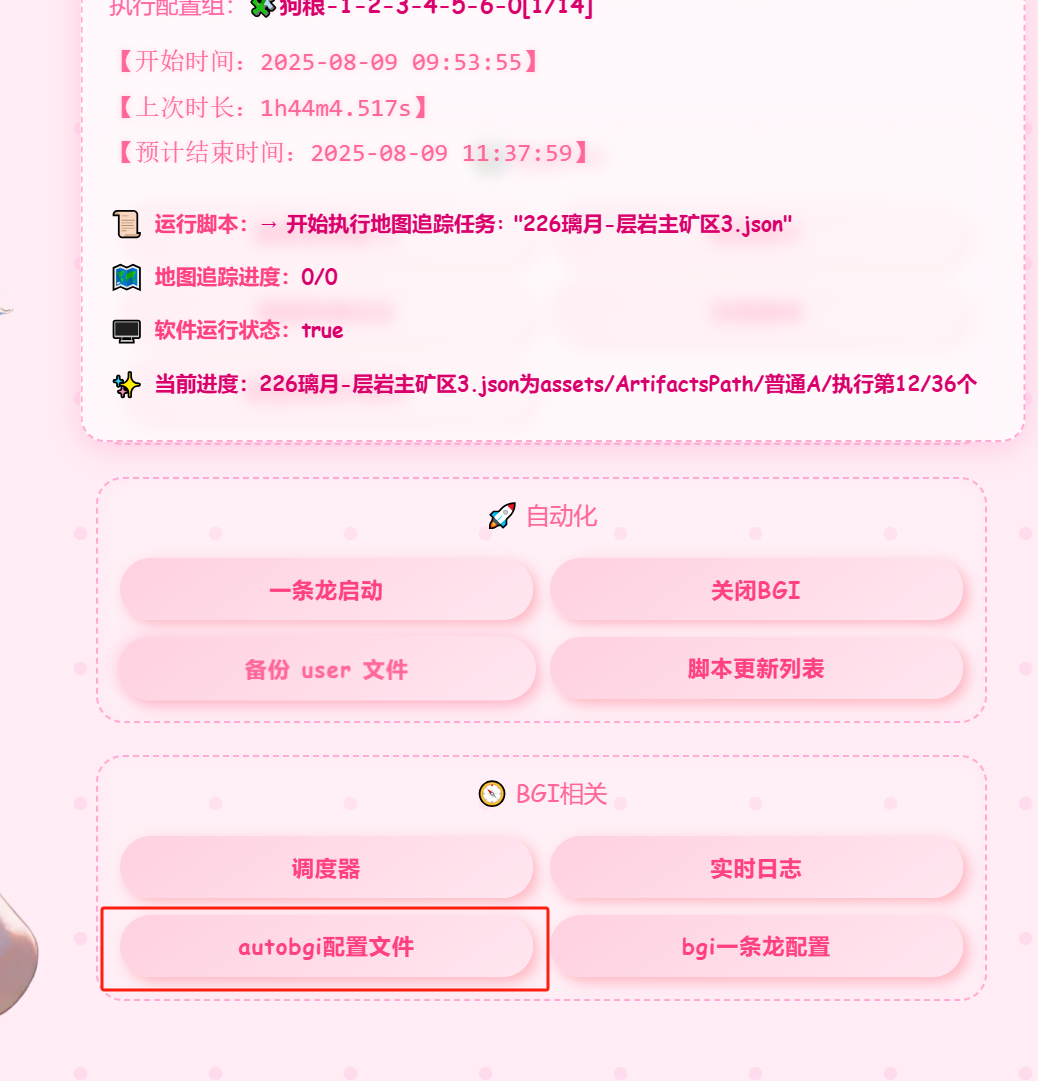 执行配置组：狗粮-1-2-3-4-5-6-0[1/14]
【开始时间：2025-08-09 09:53:55】
【上次时长：1h44m4.517s】
【预计结束时间：2025-08-09 11:37:59】
运行脚本：→ 开始执行地图追踪任务："226璃月-层岩主矿区3.json"
地图追踪进度：0/0
软件运行状态：true
当前进度：226璃月-层岩主矿区3.json为assets/ArtifactsPath/普通A/执行第12/36个
自动化
一条龙启动
关闭BGI
备份 user 文件
脚本更新列表
BGI相关
调度器
实时日志
autobgi配置文件
bgi一条龙配置